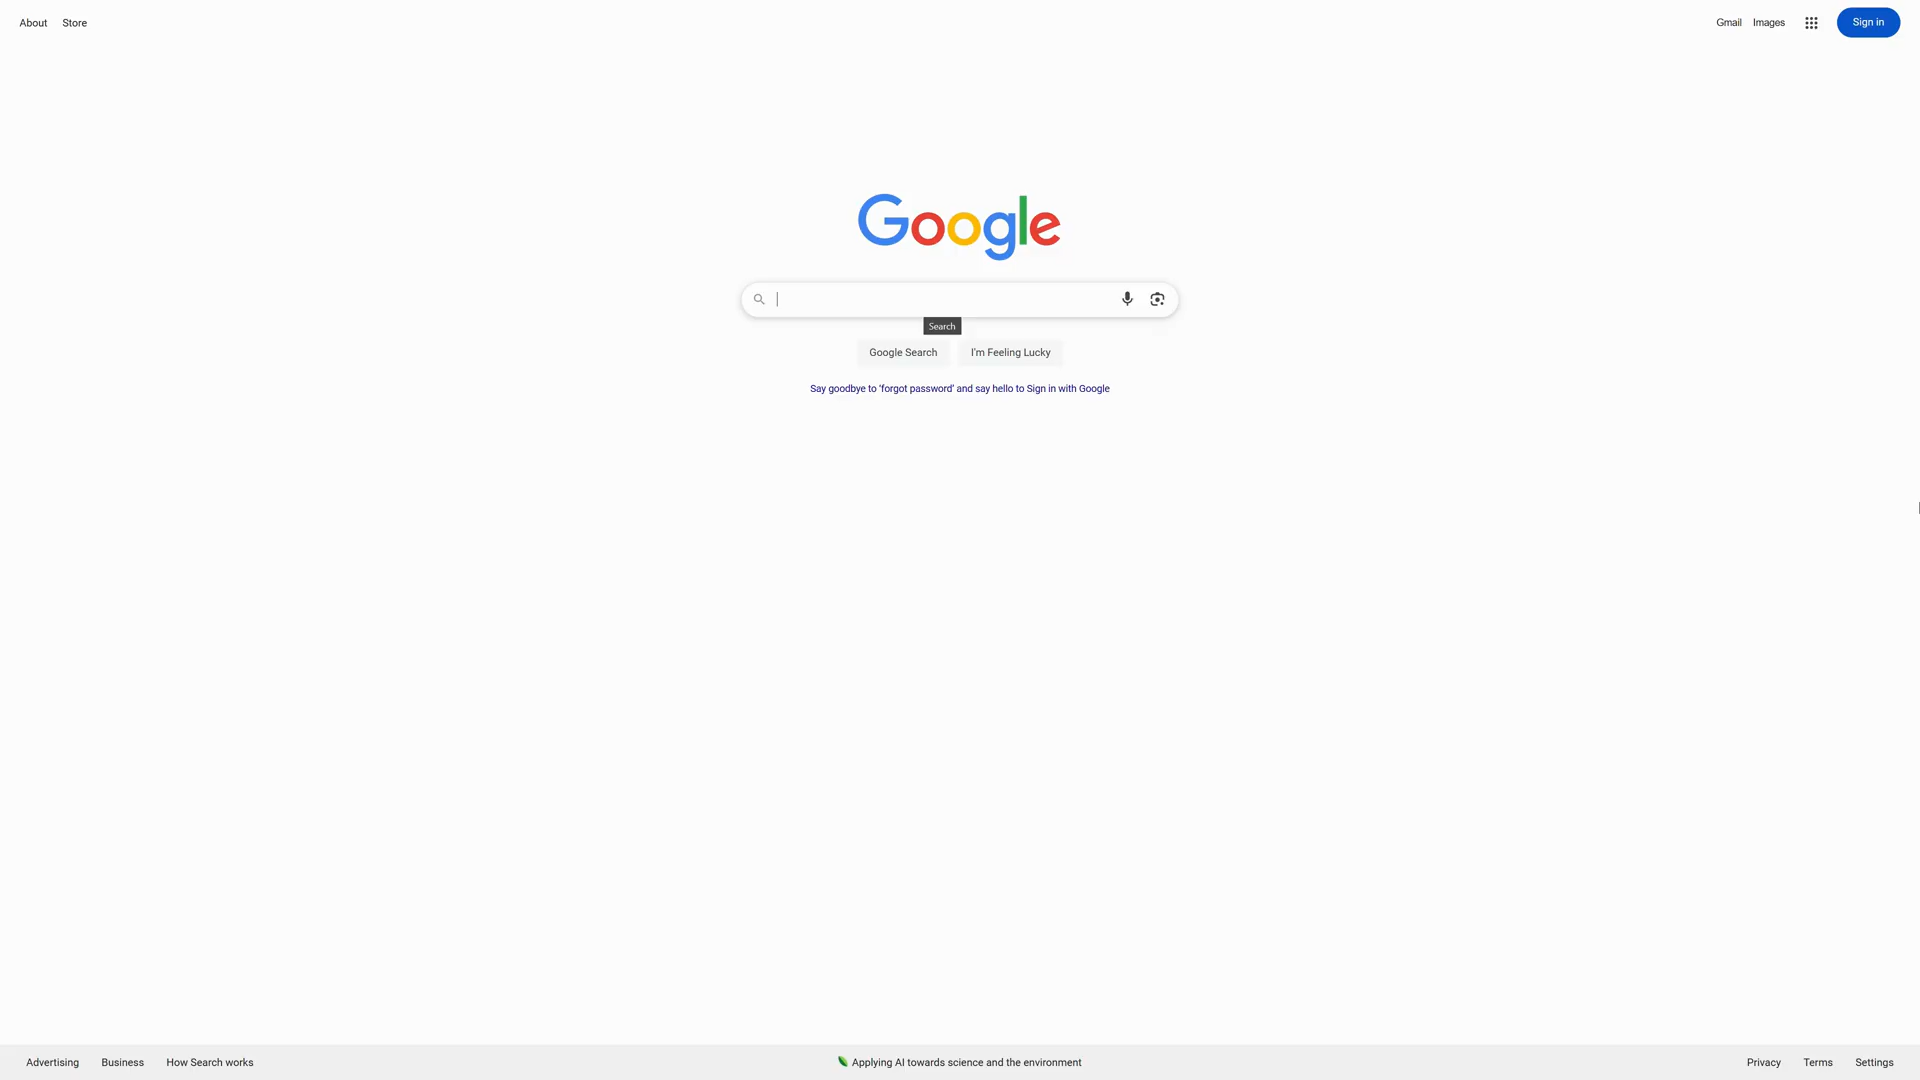 About Store Gmail Images Sign in
Google
Search
Google Search I'm Feeling Lucky
Say goodbye to 'forgot password' and say hello to Sign in with Google
Advertising Business How Search works Applying AI towards science and the environment Privacy Terms Settings